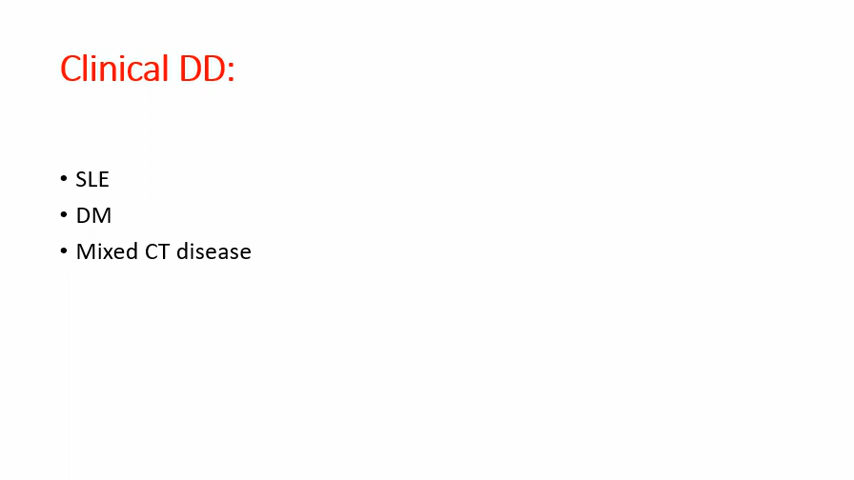 Clinical DD:
• SLE
• DM
• Mixed CT disease